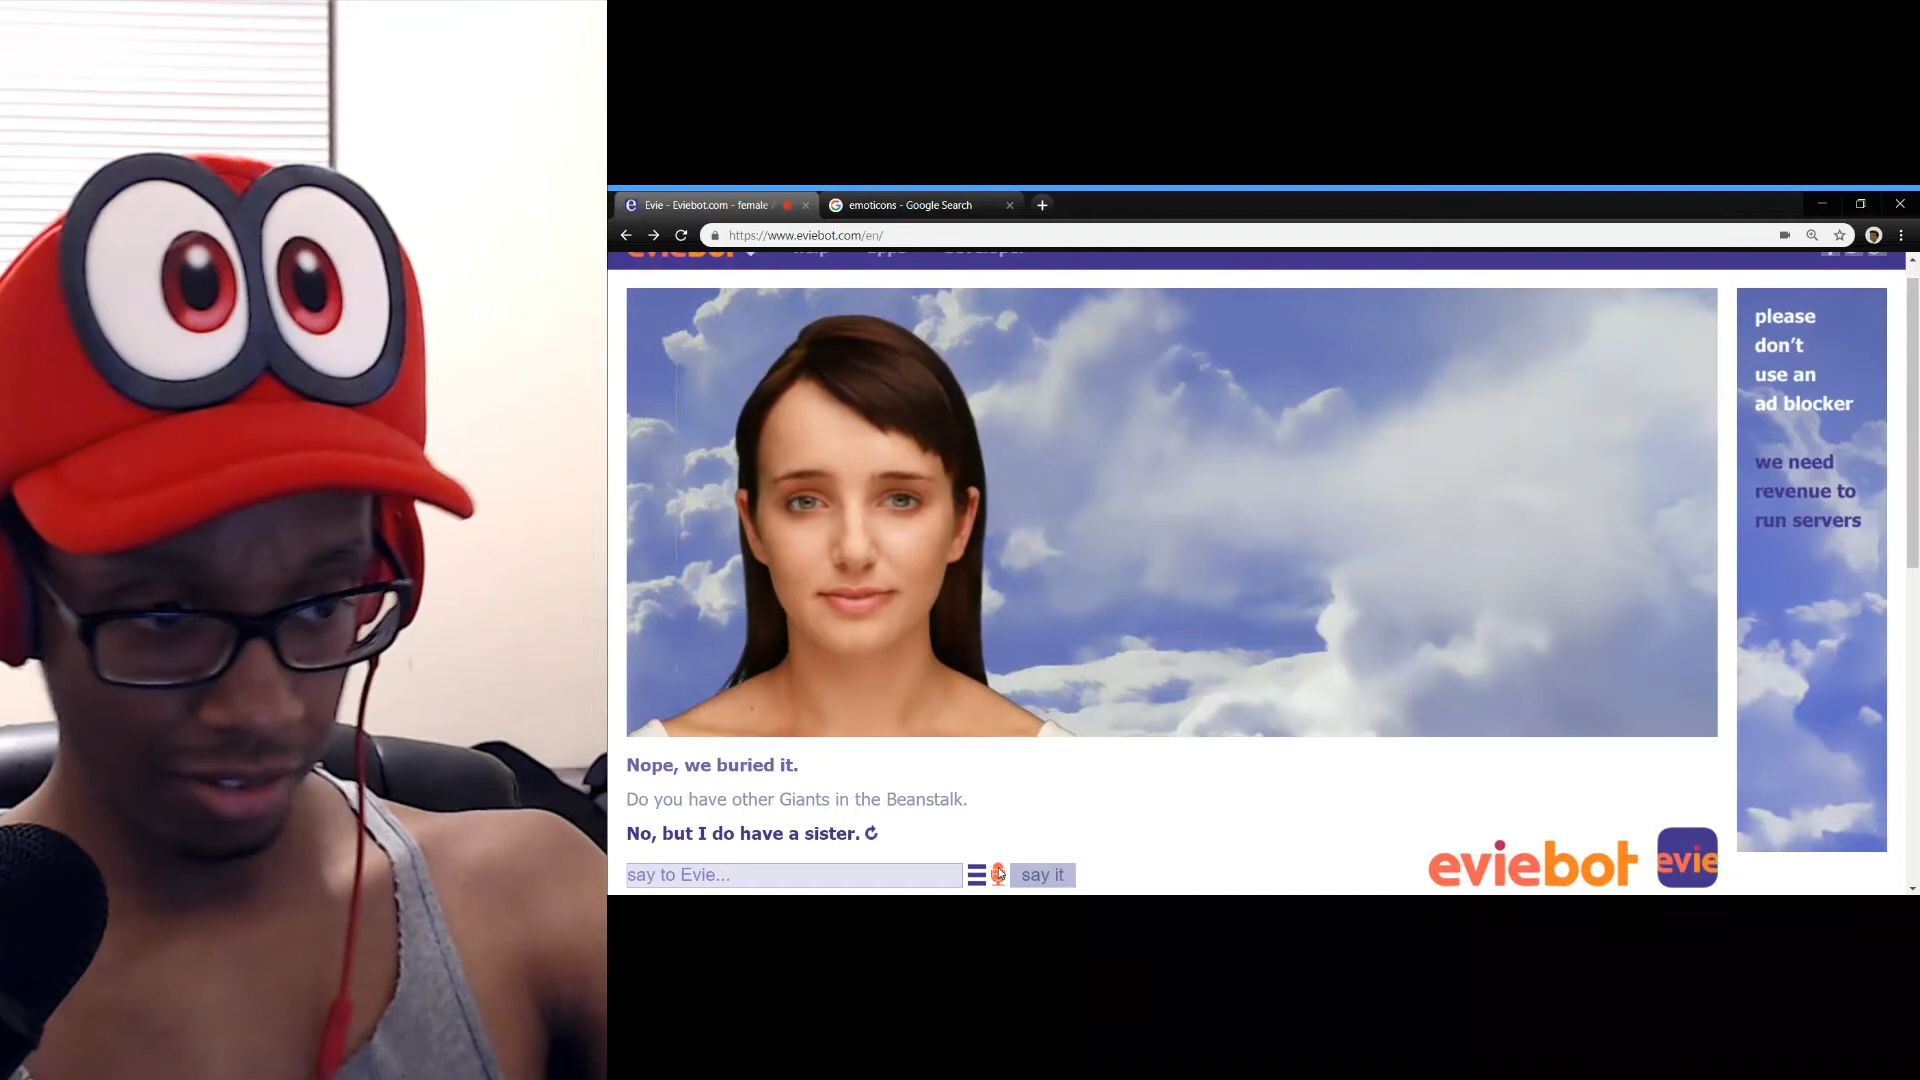 Evie - Eviebot.com - female
emoticons - Google Search
https://www.eviebot.com/en/
please
don't
use an
ad blocker
we need
revenue to
run servers
Nope, we buried it.
Do you have other Giants in the Beanstalk.
No, but I do have a sister.
say to Evie...
say it
eviebot
evie